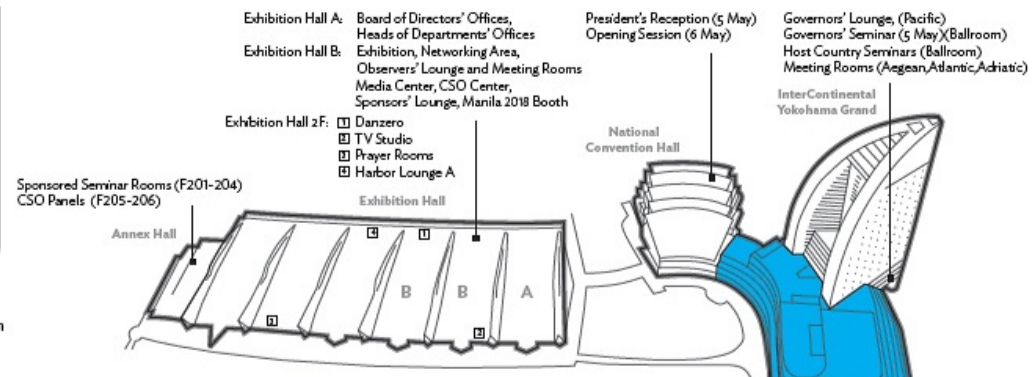 Exhibition Hall A: Board of Directors' Offices,
Heads of Departments' Offices
Exhibition Hall B: Exhibition, Networking Area,
Observers' Lounge and Meeting Rooms
Media Center, CSO Center,
Sponsors' Lounge, Manila 2018 Booth
Exhibition Hall 2F: 1 Danzero
2 TV Studio
3 Prayer Rooms
4 Harbor Lounge A
President's Reception (5 May)
Opening Session (6 May)
Governors' Lounge, (Pacific)
Governors' Seminar (5 May)(Ballroom)
Host Country Seminars (Ballroom)
Meeting Rooms (Aegean,Atlantic,Adriatic)
InterContinental
Yokohama Grand
National
Convention Hall
Sponsored Seminar Rooms (F201-204)
CSO Panels (F205-206)
Annex Hall
Exhibition Hall
4 1
B B A
3 2